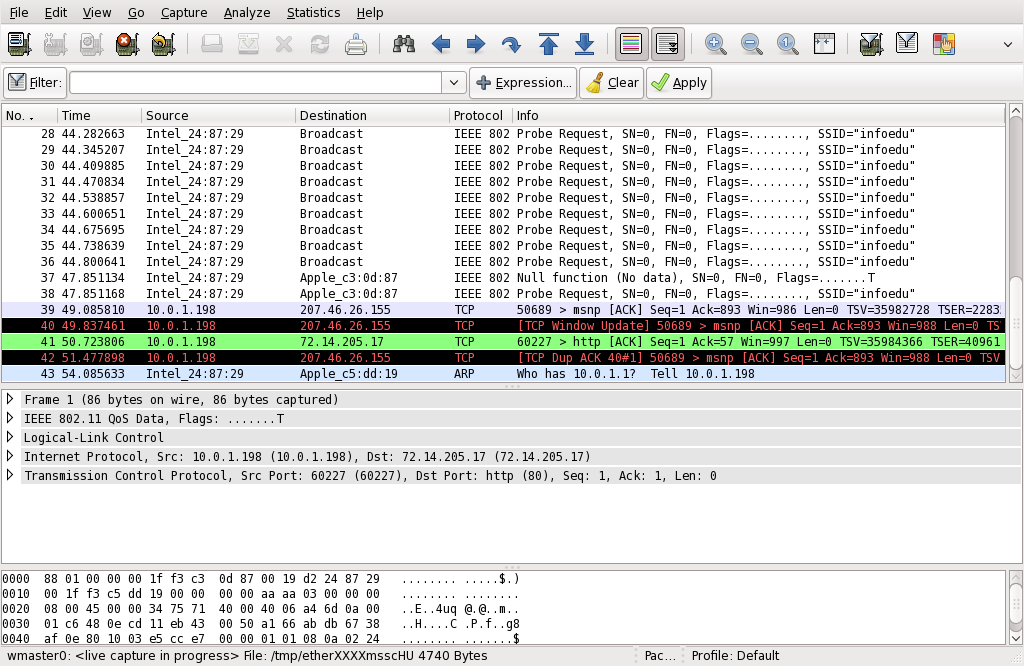 File Edit View Go Capture Analyze Statistics Help
Filter: Expression... Clear Apply
No. Time Source Destination Protocol Info
28 44.282663 Intel_24:87:29 Broadcast IEEE 802 Probe Request, SN=0, FN=0, Flags=........, SSID="infoedu"
29 44.345207 Intel_24:87:29 Broadcast IEEE 802 Probe Request, SN=0, FN=0, Flags=........, SSID="infoedu"
30 44.409885 Intel_24:87:29 Broadcast IEEE 802 Probe Request, SN=0, FN=0, Flags=........, SSID="infoedu"
31 44.470834 Intel_24:87:29 Broadcast IEEE 802 Probe Request, SN=0, FN=0, Flags=........, SSID="infoedu"
32 44.538857 Intel_24:87:29 Broadcast IEEE 802 Probe Request, SN=0, FN=0, Flags=........, SSID="infoedu"
33 44.600651 Intel_24:87:29 Broadcast IEEE 802 Probe Request, SN=0, FN=0, Flags=........, SSID="infoedu"
34 44.675695 Intel_24:87:29 Broadcast IEEE 802 Probe Request, SN=0, FN=0, Flags=........, SSID="infoedu"
35 44.738639 Intel_24:87:29 Broadcast IEEE 802 Probe Request, SN=0, FN=0, Flags=........, SSID="infoedu"
36 44.800641 Intel_24:87:29 Broadcast IEEE 802 Probe Request, SN=0, FN=0, Flags=........, SSID="infoedu"
37 47.851134 Intel_24:87:29 Apple_c3:0d:87 IEEE 802 Null function (No data), SN=0, FN=0, Flags=.......T
38 47.851168 Intel_24:87:29 Apple_c3:0d:87 IEEE 802 Probe Request, SN=0, FN=0, Flags=........, SSID="infoedu"
39 49.085810 10.0.1.198 207.46.26.155 TCP 50689 > msnp [ACK] Seq=1 Ack=893 Win=986 Len=0 TSV=35982728 TSER=2283
40 49.837461 10.0.1.198 207.46.26.155 TCP [TCP Window Update] 50689 > msnp [ACK] Seq=1 Ack=893 Win=988 Len=0 TS
41 50.723806 10.0.1.198 72.14.205.17 TCP 60227 > http [ACK] Seq=1 Ack=57 Win=997 Len=0 TSV=35984366 TSER=40961
42 51.477898 10.0.1.198 207.46.26.155 TCP [TCP Dup ACK 40#1] 50689 > msnp [ACK] Seq=1 Ack=893 Win=988 Len=0 TSV
43 54.085633 Intel_24:87:29 Apple_c5:dd:19 ARP Who has 10.0.1.1?  Tell 10.0.1.198
Frame 1 (86 bytes on wire, 86 bytes captured)
IEEE 802.11 QoS Data, Flags: .......T
Logical-Link Control
Internet Protocol, Src: 10.0.1.198 (10.0.1.198), Dst: 72.14.205.17 (72.14.205.17)
Transmission Control Protocol, Src Port: 60227 (60227), Dst Port: http (80), Seq: 1, Ack: 1, Len: 0
0000  88 01 00 00 00 1f f3 c3  0d 87 00 19 d2 24 87 29   ........ .....$.)
0010  00 1f f3 c5 dd 19 00 00  00 00 aa aa 03 00 00 00   ........ ........
0020  08 00 45 00 00 34 75 71  40 00 40 06 a4 6d 0a 00   ..E..4uq @.@..m..
0030  01 c6 48 0e cd 11 eb 43  00 50 a1 66 ab db 67 38   ..H....C .P.f..g8
0040  af 0e 80 10 03 e5 cc e7  00 00 01 01 08 0a 02 24   ........ .......$
wmaster0: <live capture in progress> File: /tmp/etherXXXXmsscHU 4740 Bytes Pac... Profile: Default